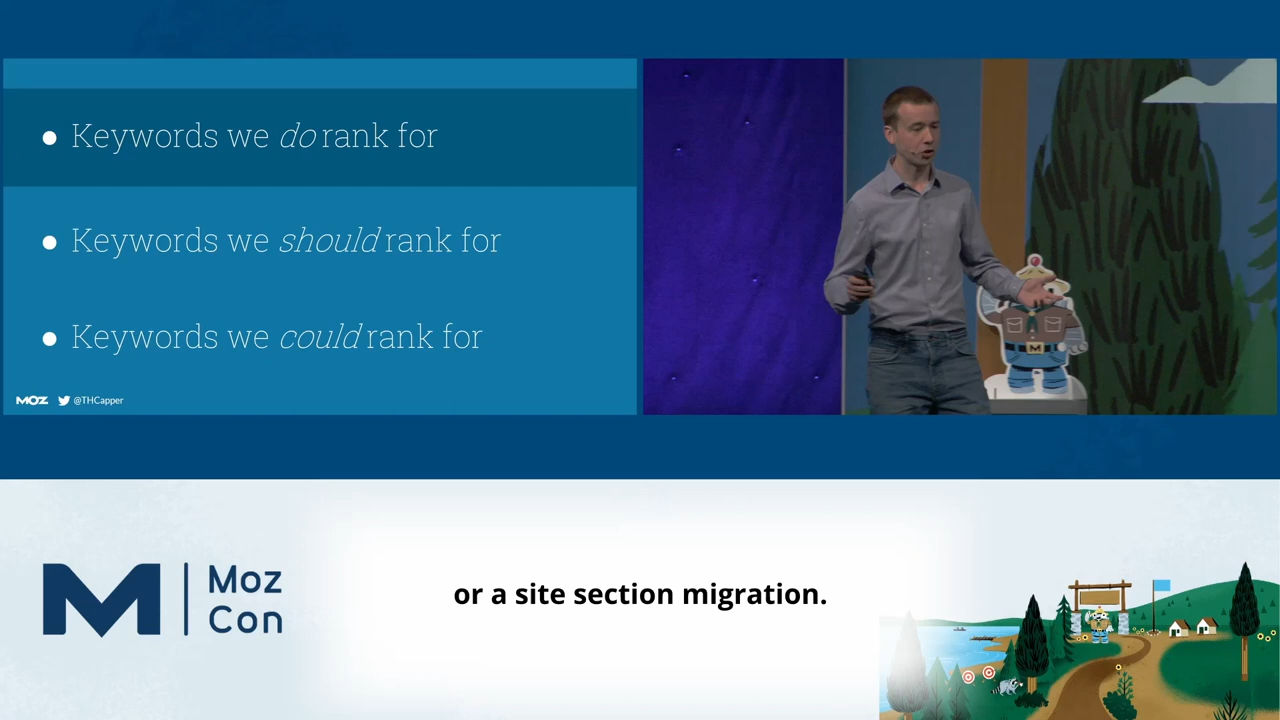 ● Keywords we do rank for
● Keywords we should rank for
● Keywords we could rank for
MOZ @THCapper
M
M | Moz
Con
or a site section migration.